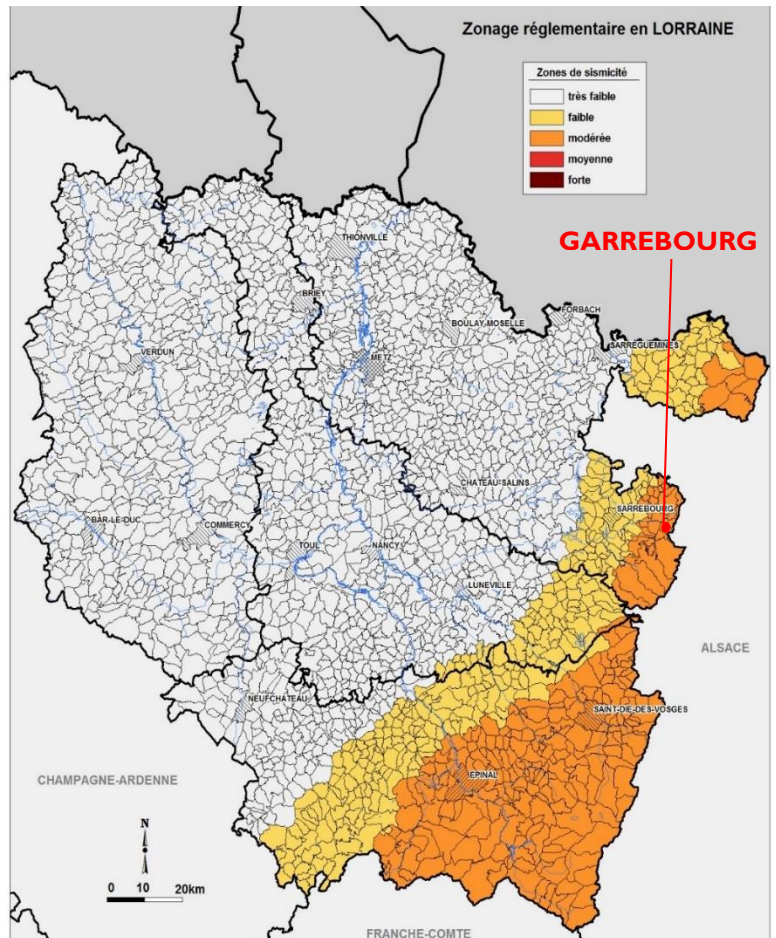 Zonage réglementaire en LORRAINE
Zones de sismicité
très faible
faible
modérée
moyenne
forte
GARREBOURG
THIONVILLE
BRIEY
BOULAY-MOSELLE
FORBACH
SARREGUEMINES
VERDUN
METZ
CHATEAU-SALINS
SARREBOURG
BAR-LE-DUC
COMMERCY
TOUL
NANCY
LUNEVILLE
ALSACE
NEUFCHATEAU
SAINT-DIE-DES-VOSGES
EPINAL
CHAMPAGNE-ARDENNE
N
0 10 20km
FRANCHE-COMTE